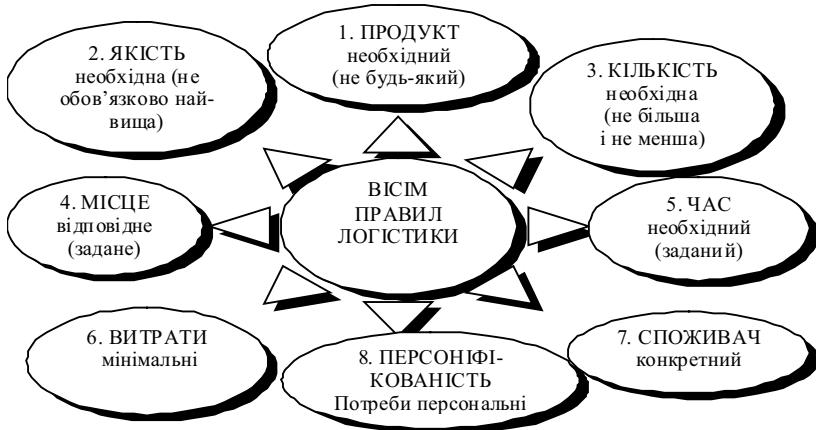 1. ПРОДУКТ
необхідний
(не будь-який)
2. ЯКІСТЬ
необхідна (не
обов’язково най-
вища)
3. КІЛЬКІСТЬ
необхідна
(не більша
і не менша)
ВІСІМ
ПРАВИЛ
ЛОГІСТИКИ
4. МІСЦЕ
відповідне
(задане)
5. ЧАС
необхідний
(заданий)
6. ВИТРАТИ
мінімальні
7. СПОЖИВАЧ
конкретний
8. ПЕРСОНІФІ-
КОВАНІСТЬ
Потреби персональні